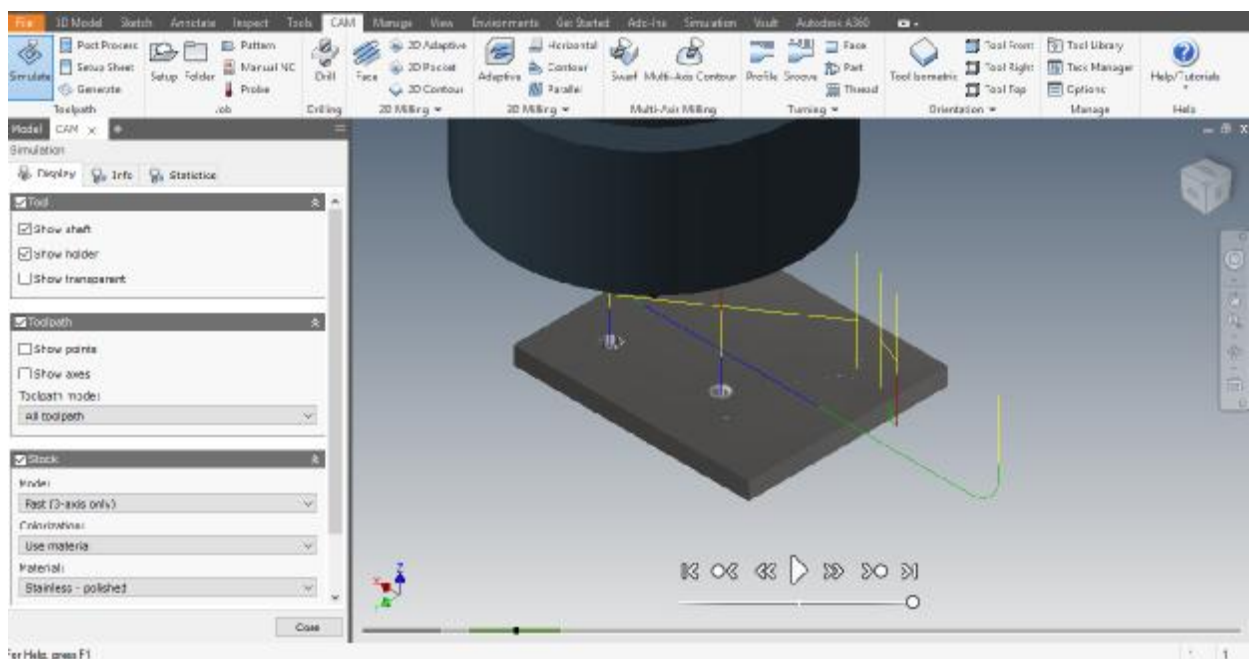 File 3D Model Sketch Annotate Inspect Tools CAM Manage View Environments Get Started Add-Ins Simulation Vault Autodesk A360
Simulate
Post Process
Setup Sheet
Generate
Toolpath
Setup Folder
Pattern
Manual NC
Probe
Job
Drill
Drilling
Face
2D Adaptive
2D Pocket
2D Contour
2D Milling
Adaptive
Horizontal
Contour
Parallel
3D Milling
Swarf Multi-Axis Contour
Multi-Axis Milling
Profile Groove
Face
Part
Thread
Turning
Tool Isometric
Tool Front
Tool Right
Tool Top
Orientation
Tool Library
Task Manager
Options
Manage
Help/Tutorials
Help
Model CAM
Simulation
Display Info Statistics
Tool
Show shaft
Show holder
Show transparent
Toolpath
Show points
Show axes
Toolpath mode:
All toolpath
Stock
Mode:
Fast (3-axis only)
Colorization:
Use material
Material:
Stainless - polished
Close
Z
X
For Help, press F1
1